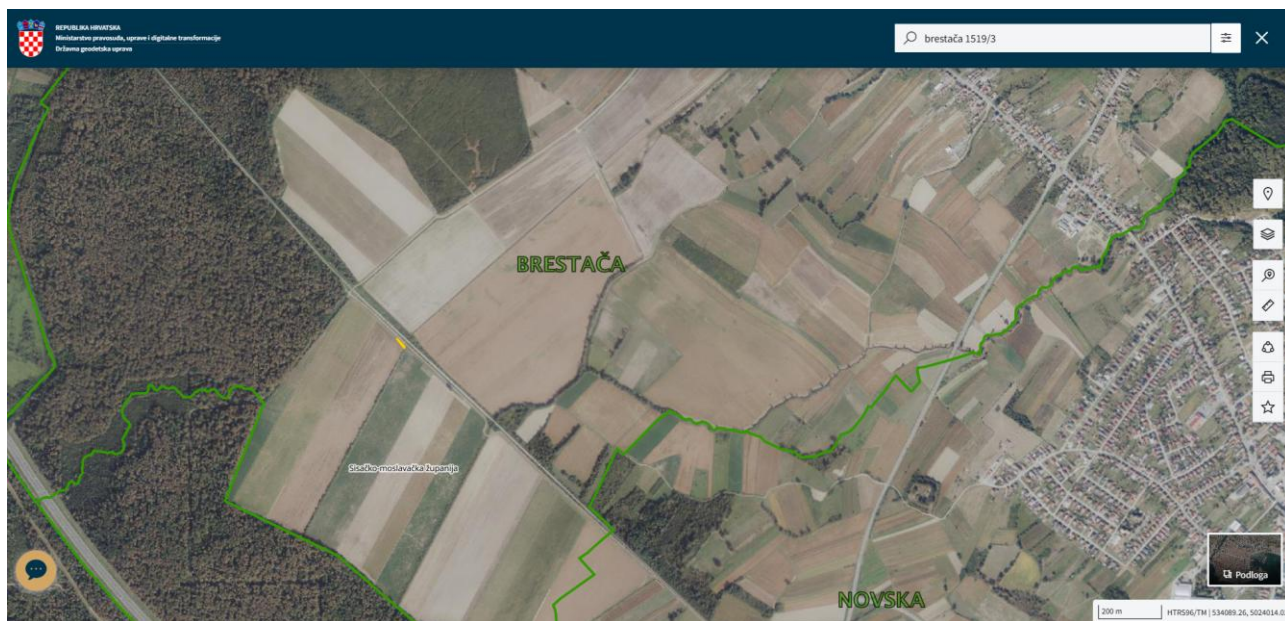 REPUBLIKA HRVATSKA
Ministarstvo pravosuđa, uprave i digitalne transformacije
Državna geodetska uprava
brestača 1519/3
BRESTAČA
Sisačko-moslavačka županija
NOVSKA
Podloga
200 m
HTRS96/TM | 534089.26, 5024014.0